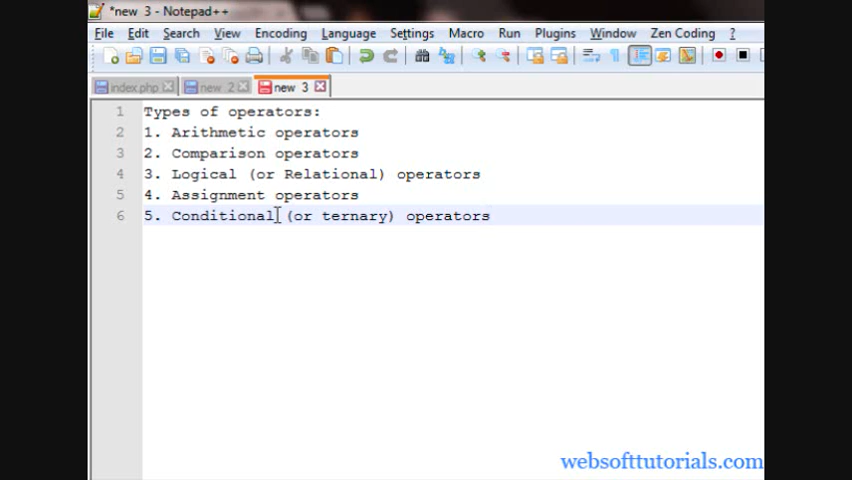 *new 3 - Notepad++
File Edit Search View Encoding Language Settings Macro Run Plugins Window Zen Coding ?
index.php new 2 new 3
1 Types of operators:
2 1. Arithmetic operators
3 2. Comparison operators
4 3. Logical (or Relational) operators
5 4. Assignment operators
6 5. Conditional (or ternary) operators
websofttutorials.com